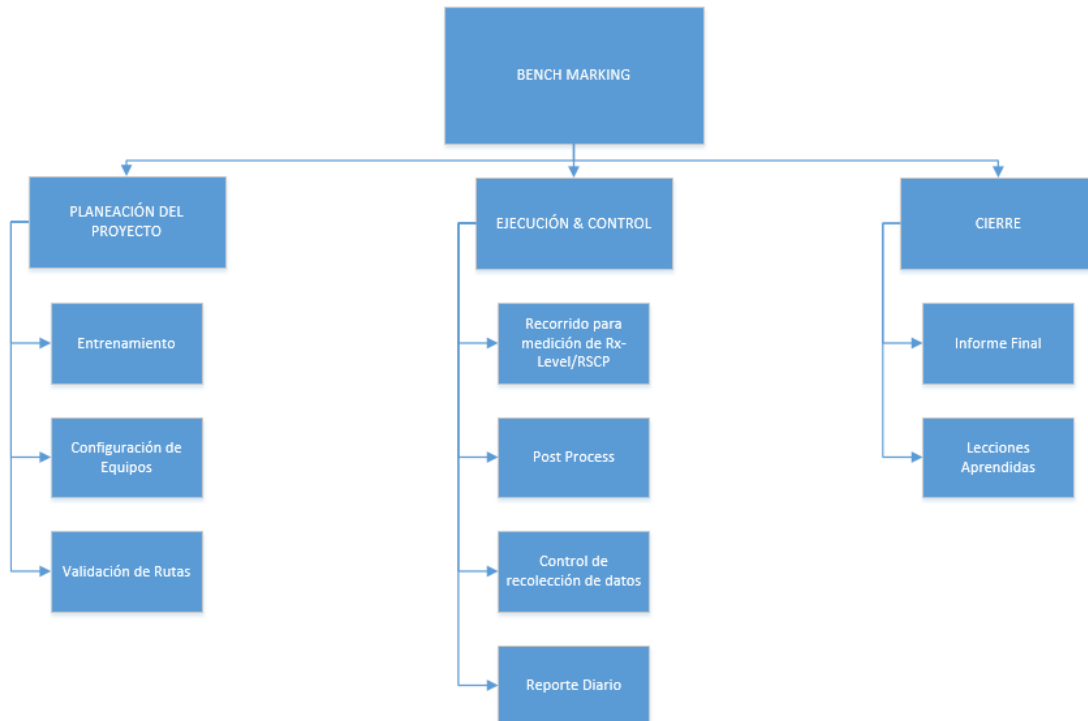 BENCH MARKING
PLANEACIÓN DEL
PROYECTO
Entrenamiento
Configuración de
Equipos
Validación de Rutas
EJECUCIÓN & CONTROL
Recorrido para
medición de Rx-
Level/RSCP
Post Process
Control de
recolección de datos
Reporte Diario
CIERRE
Informe Final
Lecciones
Aprendidas